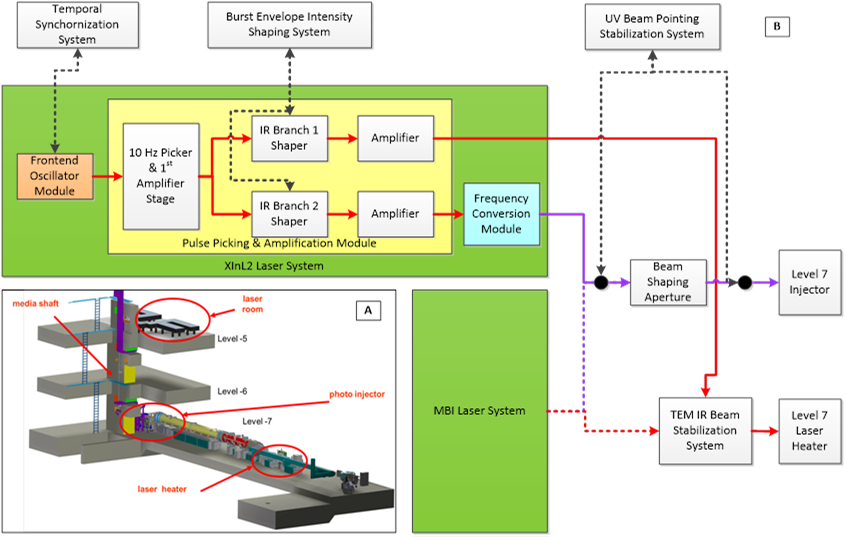 Temporal
Synchornization
System
Burst Envelope Intensity
Shaping System
UV Beam Pointing
Stabilization System
B
Frontend
Oscillator
Module
10 Hz Picker
& 1st
Amplifier
Stage
IR Branch 1
Shaper
Amplifier
IR Branch 2
Shaper
Amplifier
Frequency
Conversion
Module
Pulse Picking & Amplification Module
XInL2 Laser System
Beam
Shaping
Aperture
Level 7
Injector
A
media shaft
laser
room
Level -5
Level -6
photo injector
Level -7
laser heater
MBI Laser System
TEM IR Beam
Stabilization
System
Level 7
Laser
Heater